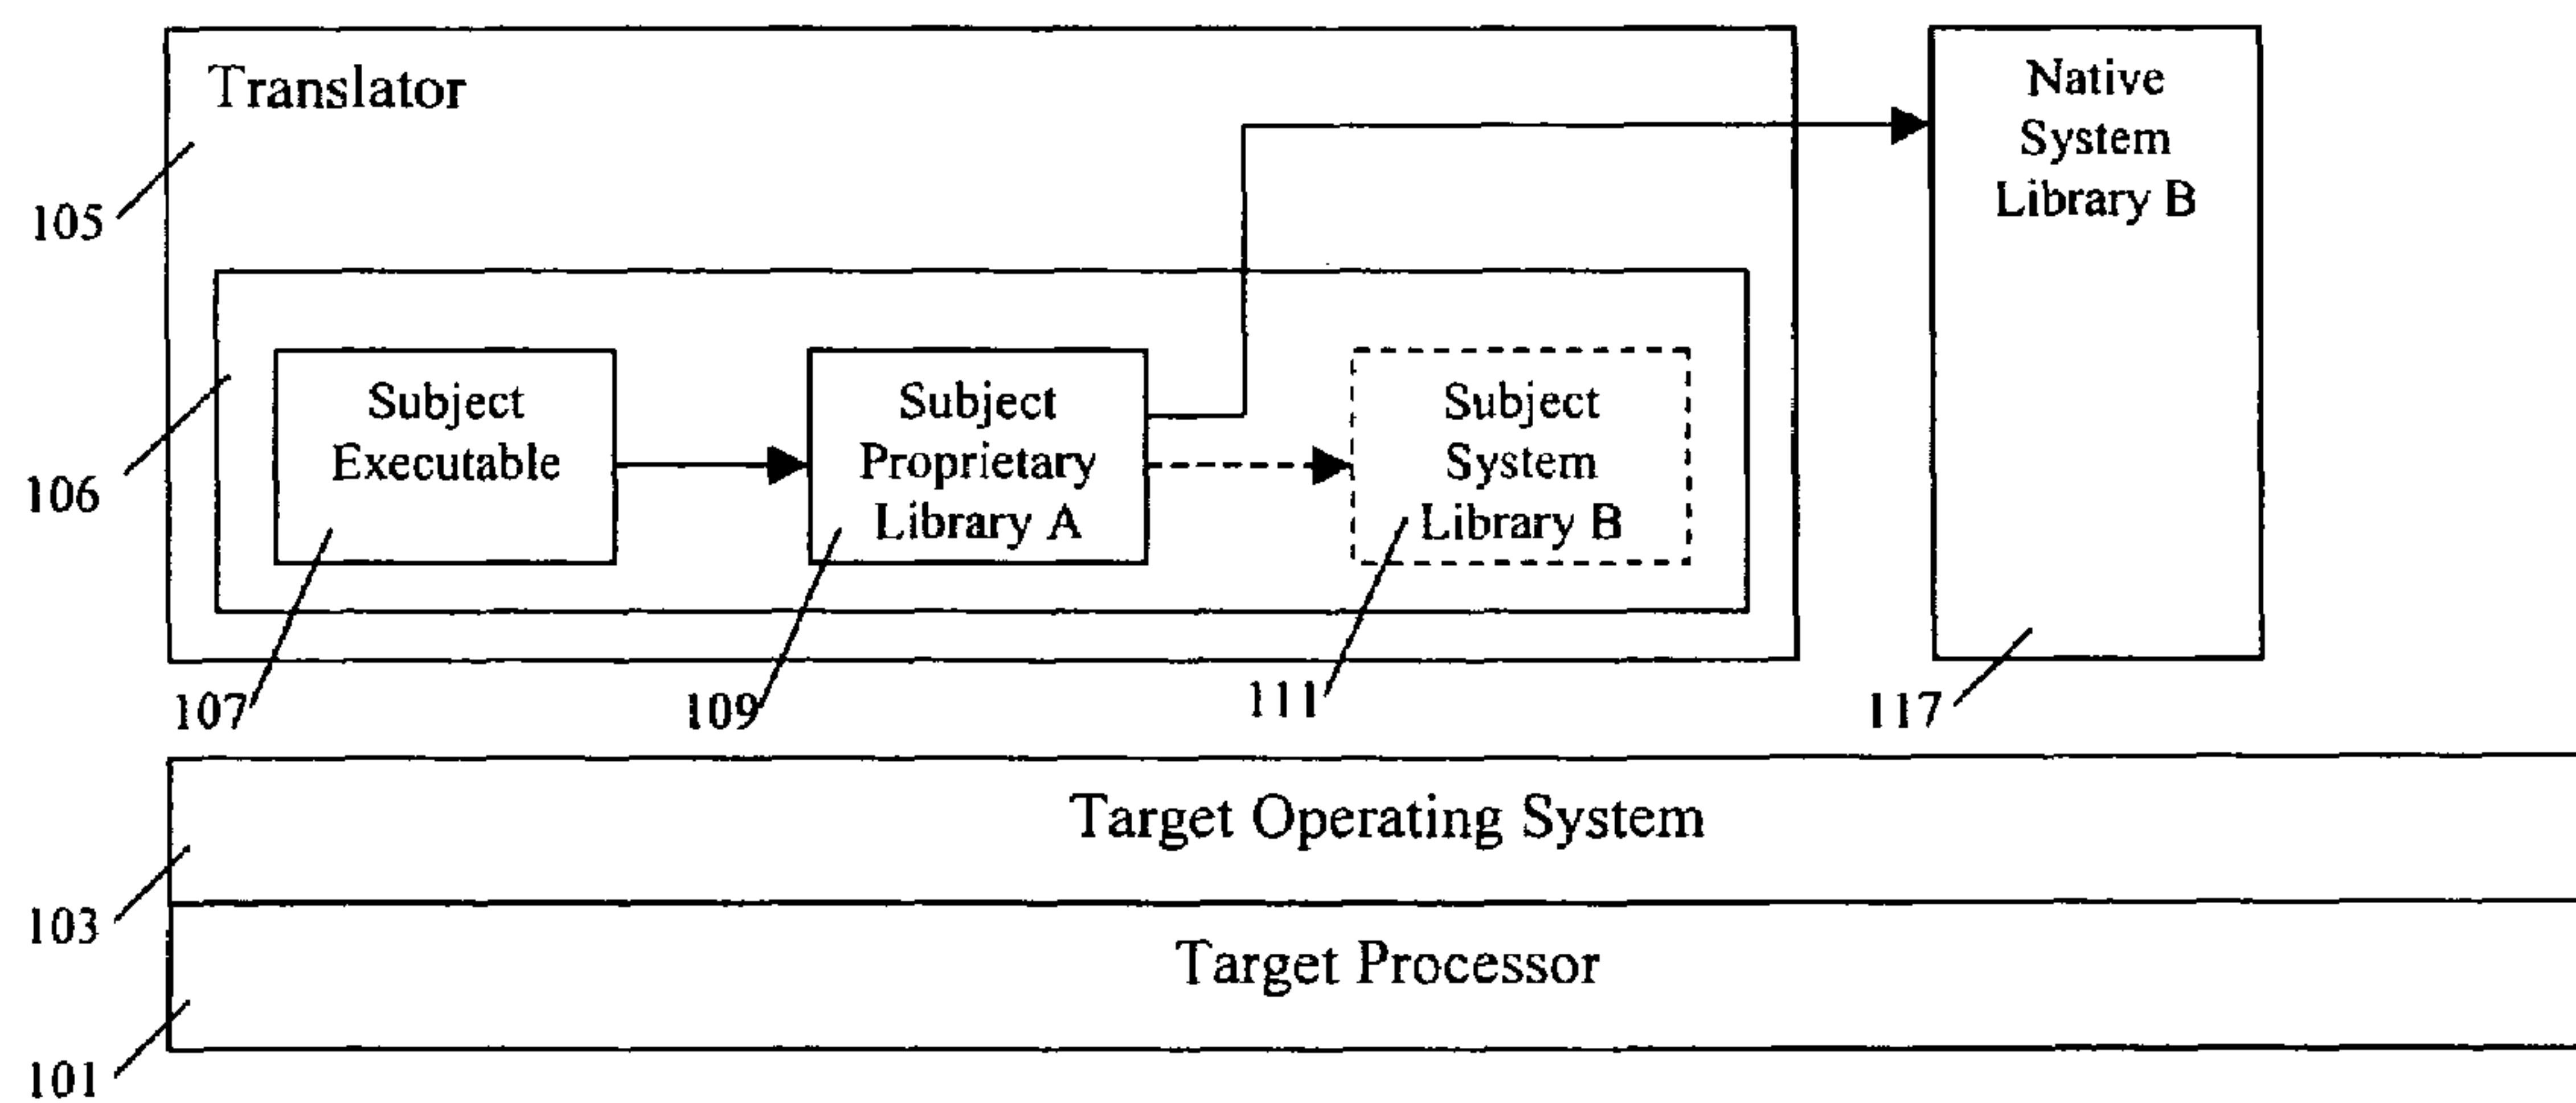 Translator
Native
System
Library B
105
106
Subject
Executable
Subject
Proprietary
Library A
Subject
System
Library B
107
109
111
117
Target Operating System
103
Target Processor
101